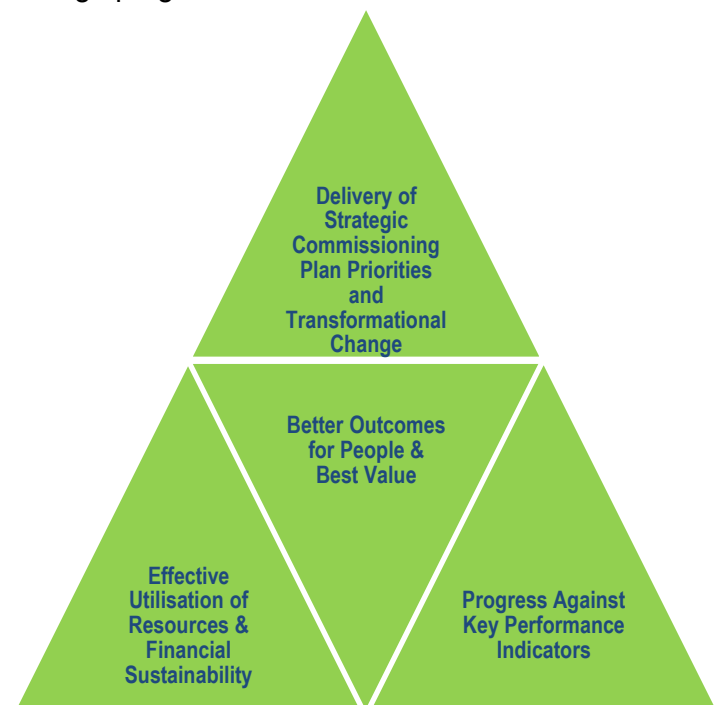 Delivery of
Strategic
Commissioning
Plan Priorities
and
Transformational
Change
Better Outcomes
for People &
Best Value
Effective
Utilisation of
Resources &
Financial
Sustainability
Progress Against
Key Performance
Indicators